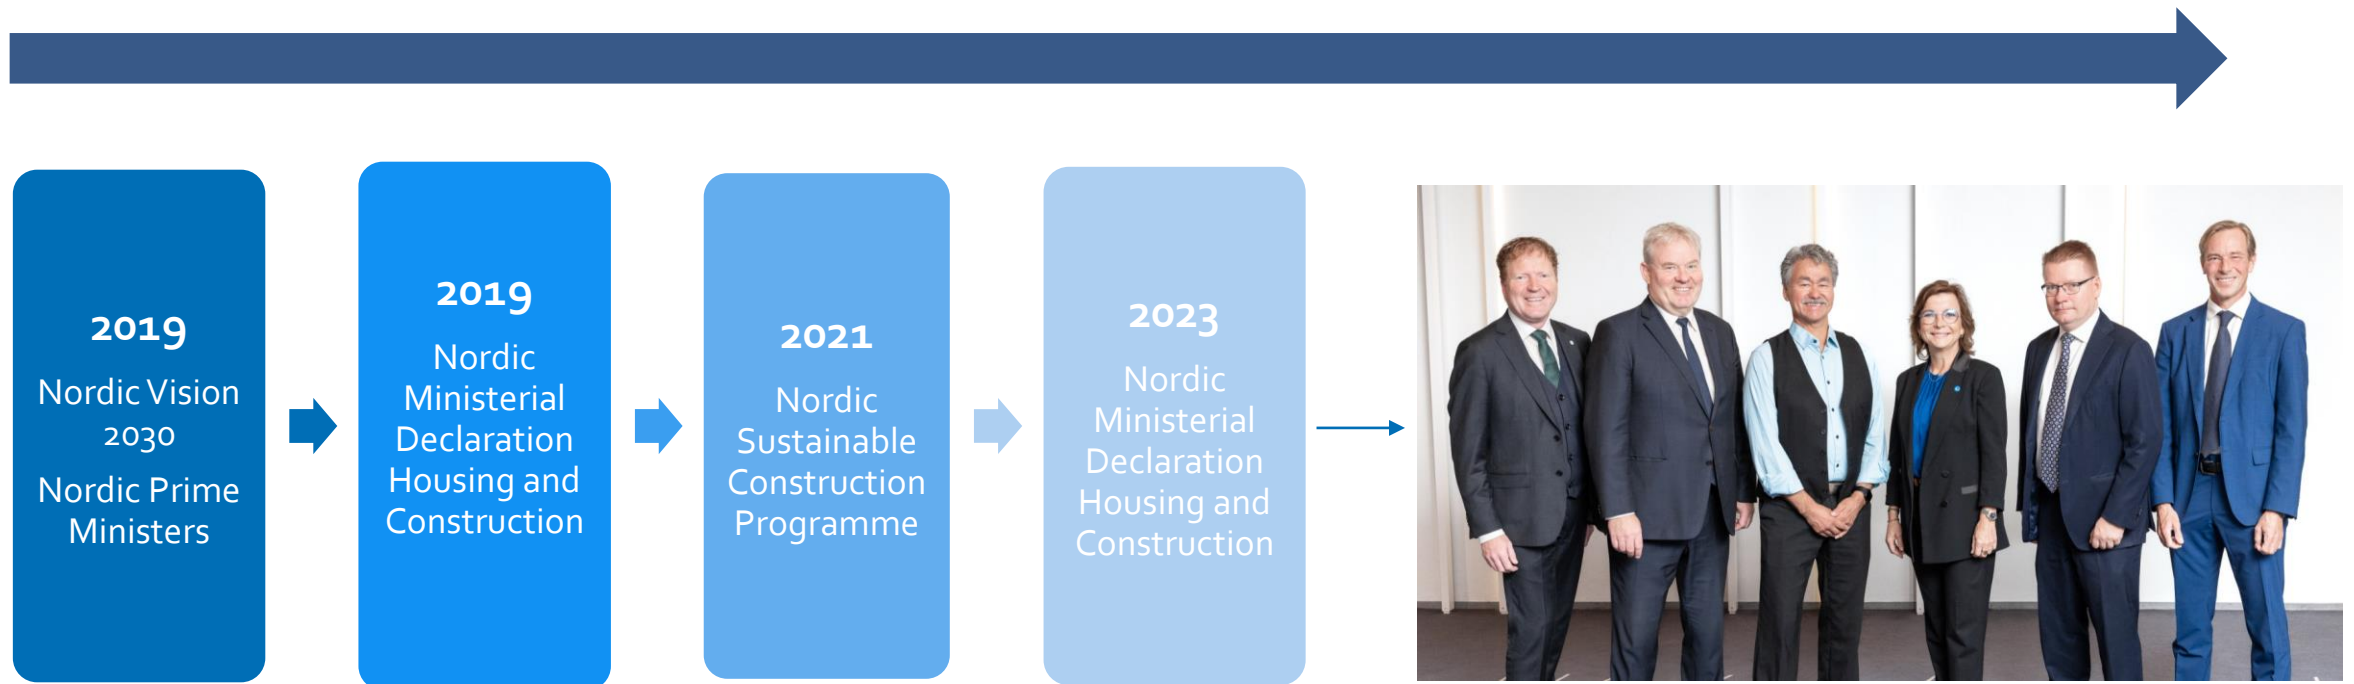 2019
Nordic Vision
2030
Nordic Prime
Ministers
2019
Nordic
Ministerial
Declaration
Housing and
Construction
2021
Nordic
Sustainable
Construction
Programme
2023
Nordic
Ministerial
Declaration
Housing and
Construction